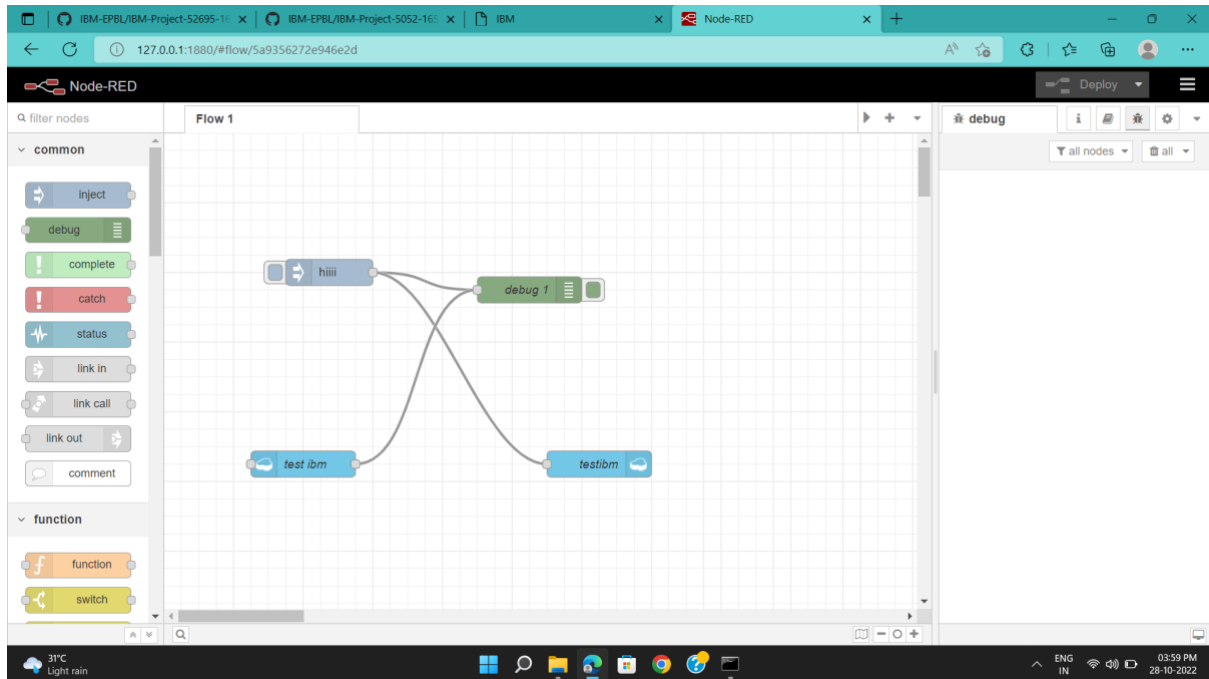 IBM-EPBL/IBM-Project-52695-16
IBM-EPBL/IBM-Project-5052-165
IBM
Node-RED
127.0.0.1:1880/#flow/5a9356272e946e2d
Node-RED
Deploy
filter nodes
Flow 1
debug
i
common
all nodes
all
inject
debug
complete
catch
status
link in
link call
link out
comment
function
function
switch
hiiii
debug 1
test ibm
testibm
31°C
Light rain
ENG
IN
03:59 PM
28-10-2022